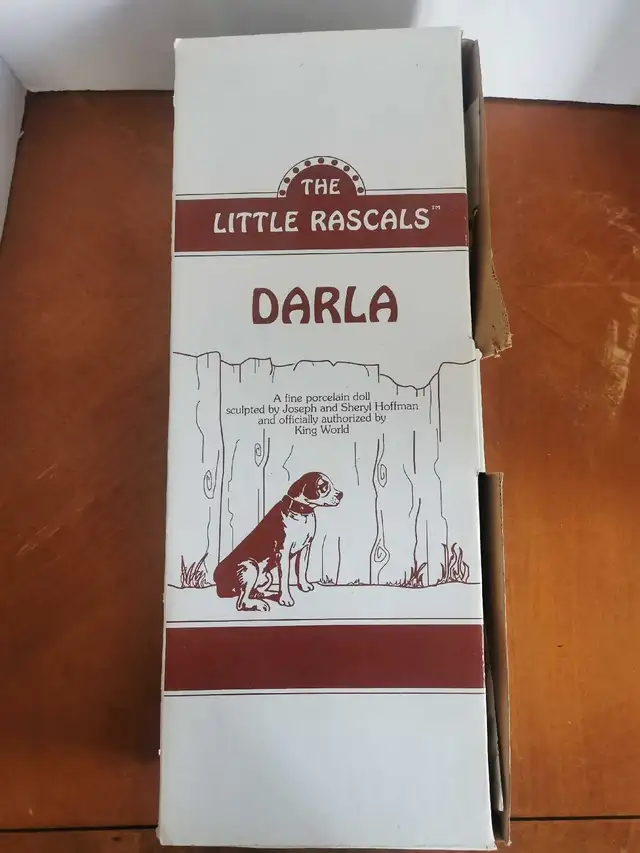 THE
LITTLE RASCALS™
DARLA
A fine porcelain doll
sculpted by Joseph and Sheryl Hoffman
and officially authorized by
King World